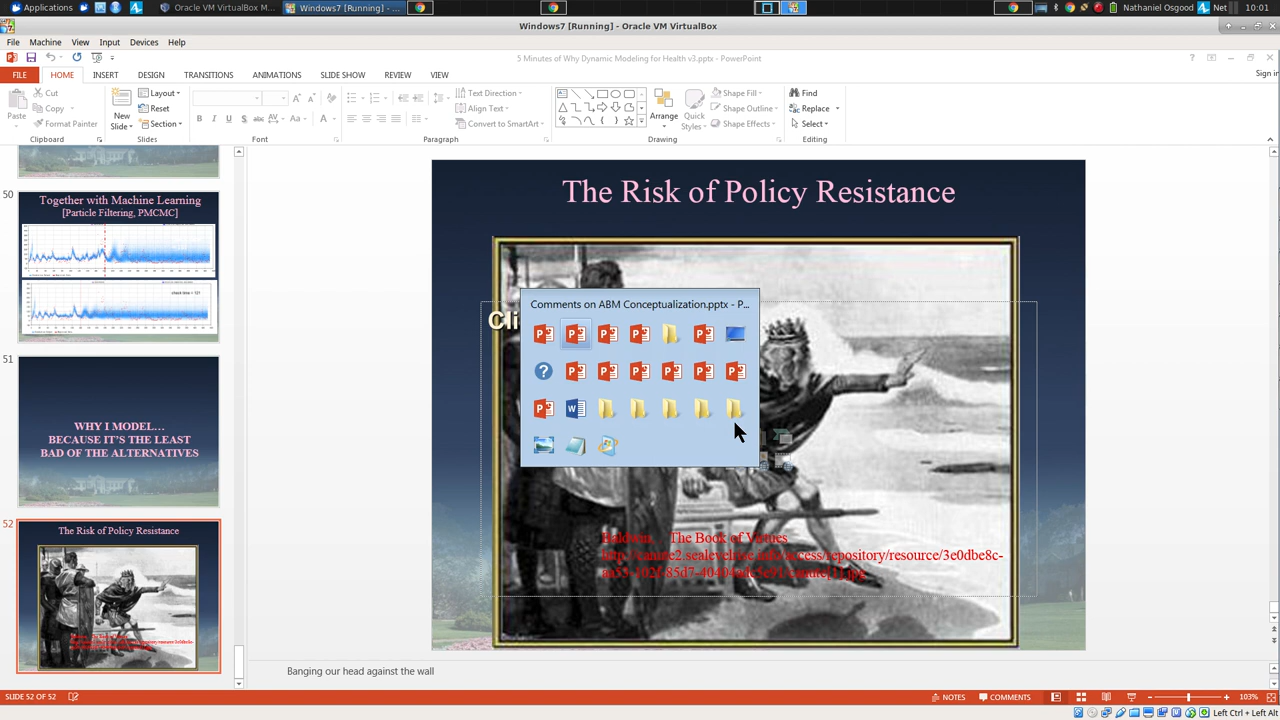 Applications
Oracle VM VirtualBox M...
Windows7 [Running] - ...
Nathaniel Osgood
Net
10:01
Windows7 [Running] - Oracle VM VirtualBox
File Machine View Input Devices Help
5 Minutes of Why Dynamic Modeling for Health v3.pptx - PowerPoint
FILE HOME INSERT DESIGN TRANSITIONS ANIMATIONS SLIDE SHOW REVIEW VIEW
Sign in
Paste
Cut
Copy
Format Painter
Clipboard
New
Slide
Layout
Reset
Section
Slides
Font
Text Direction
Align Text
Convert to SmartArt
Paragraph
Arrange
Quick
Styles
Shape Fill
Shape Outline
Shape Effects
Drawing
Find
Replace
Select
Editing
50
Together with Machine Learning
[Particle Filtering, PMCMC]
51
WHY I MODEL…
BECAUSE IT'S THE LEAST
BAD OF THE ALTERNATIVES
52
The Risk of Policy Resistance
The Risk of Policy Resistance
Cli
Comments on ABM Conceptualization.pptx - P...
The Book of Virtues
Banging our head against the wall
SLIDE 52 OF 52
NOTES
COMMENTS
103%
Left Ctrl + Left Alt